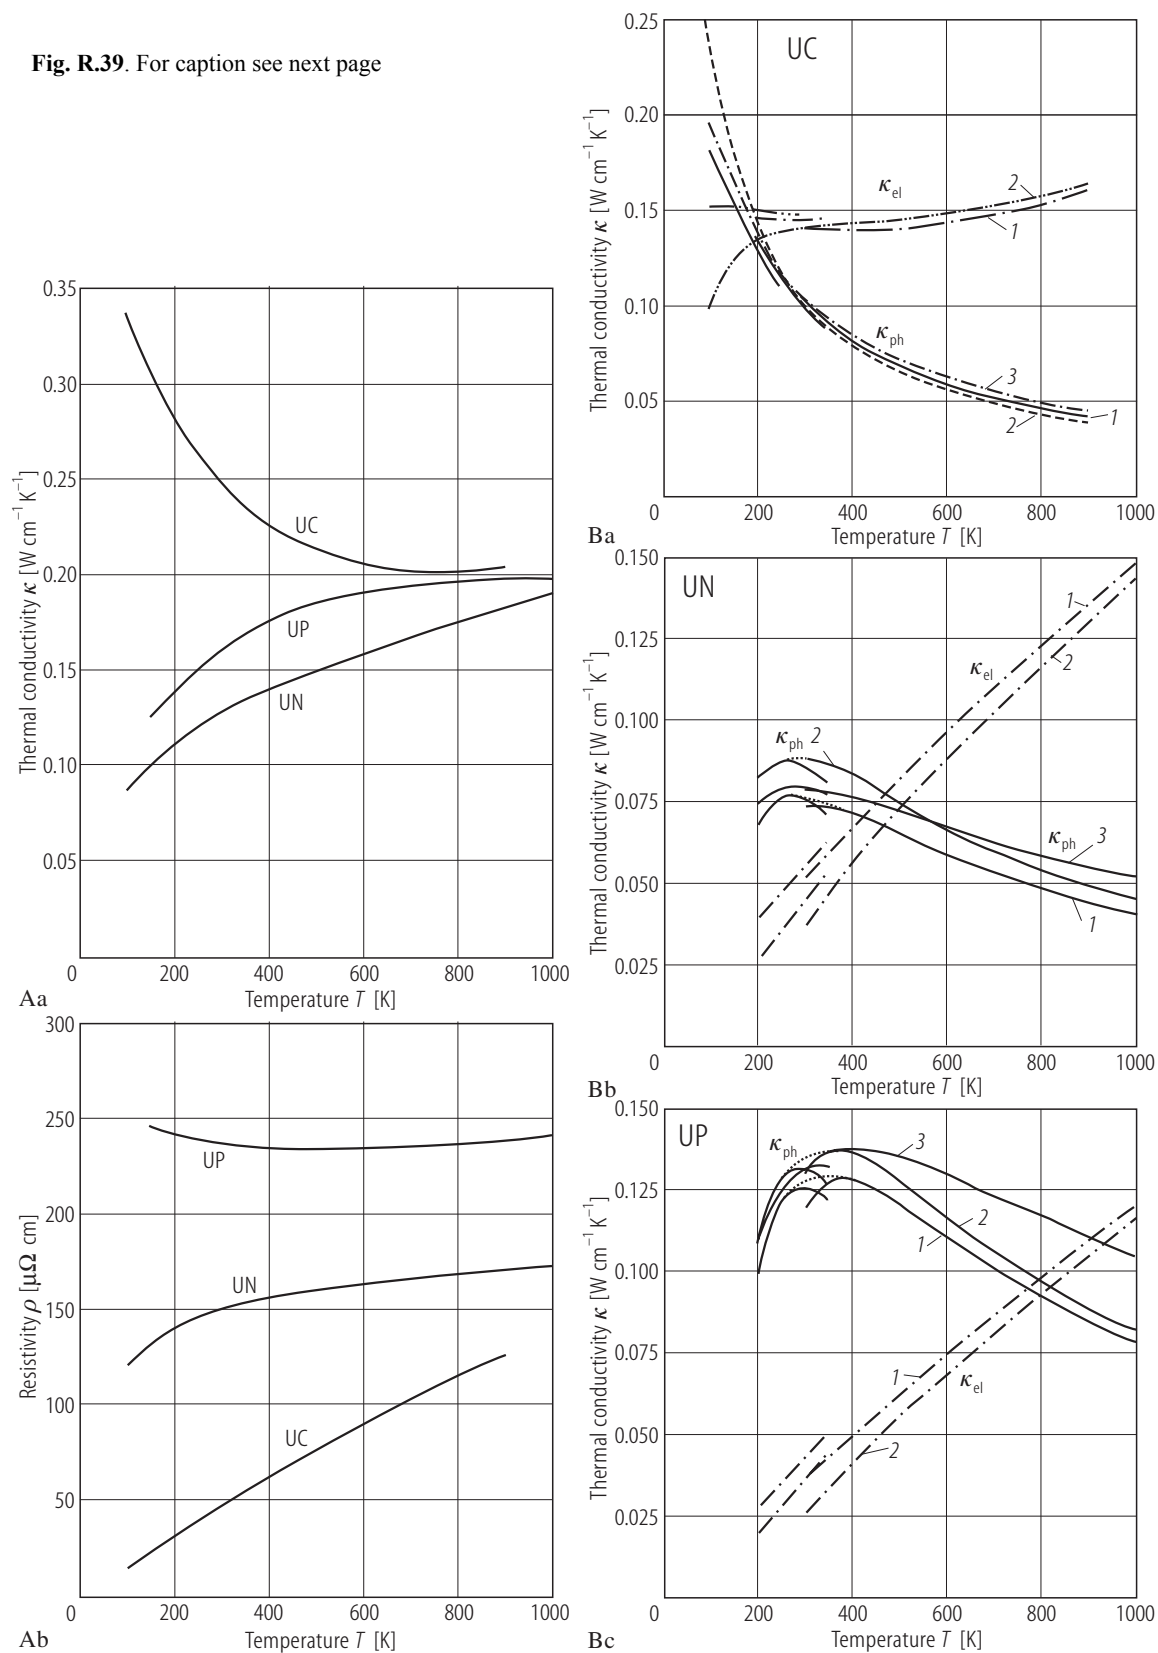 Fig. R.39. For caption see next page
0.35
0.30
0.25
0.20
0.15
0.10
0.05
Thermal conductivity κ [W cm⁻¹ K⁻¹]
UC
UP
UN
0 200 400 600 800 1000
Temperature T [K]
Aa
300
250
200
150
100
50
Resistivity ρ [μΩ cm]
UP
UN
UC
0 200 400 600 800 1000
Temperature T [K]
Ab
0.25
0.20
0.15
0.10
0.05
Thermal conductivity κ [W cm⁻¹ K⁻¹]
UC
κel
2
1
κph
3
2
1
0 200 400 600 800 1000
Temperature T [K]
Ba
0.150
0.125
0.100
0.075
0.050
0.025
Thermal conductivity κ [W cm⁻¹ K⁻¹]
UN
1
κel
2
κph 2
κph 3
1
0 200 400 600 800 1000
Temperature T [K]
Bb
0.150
0.125
0.100
0.075
0.050
0.025
Thermal conductivity κ [W cm⁻¹ K⁻¹]
UP
κph
3
2
1
1
κel
2
0 200 400 600 800 1000
Temperature T [K]
Bc